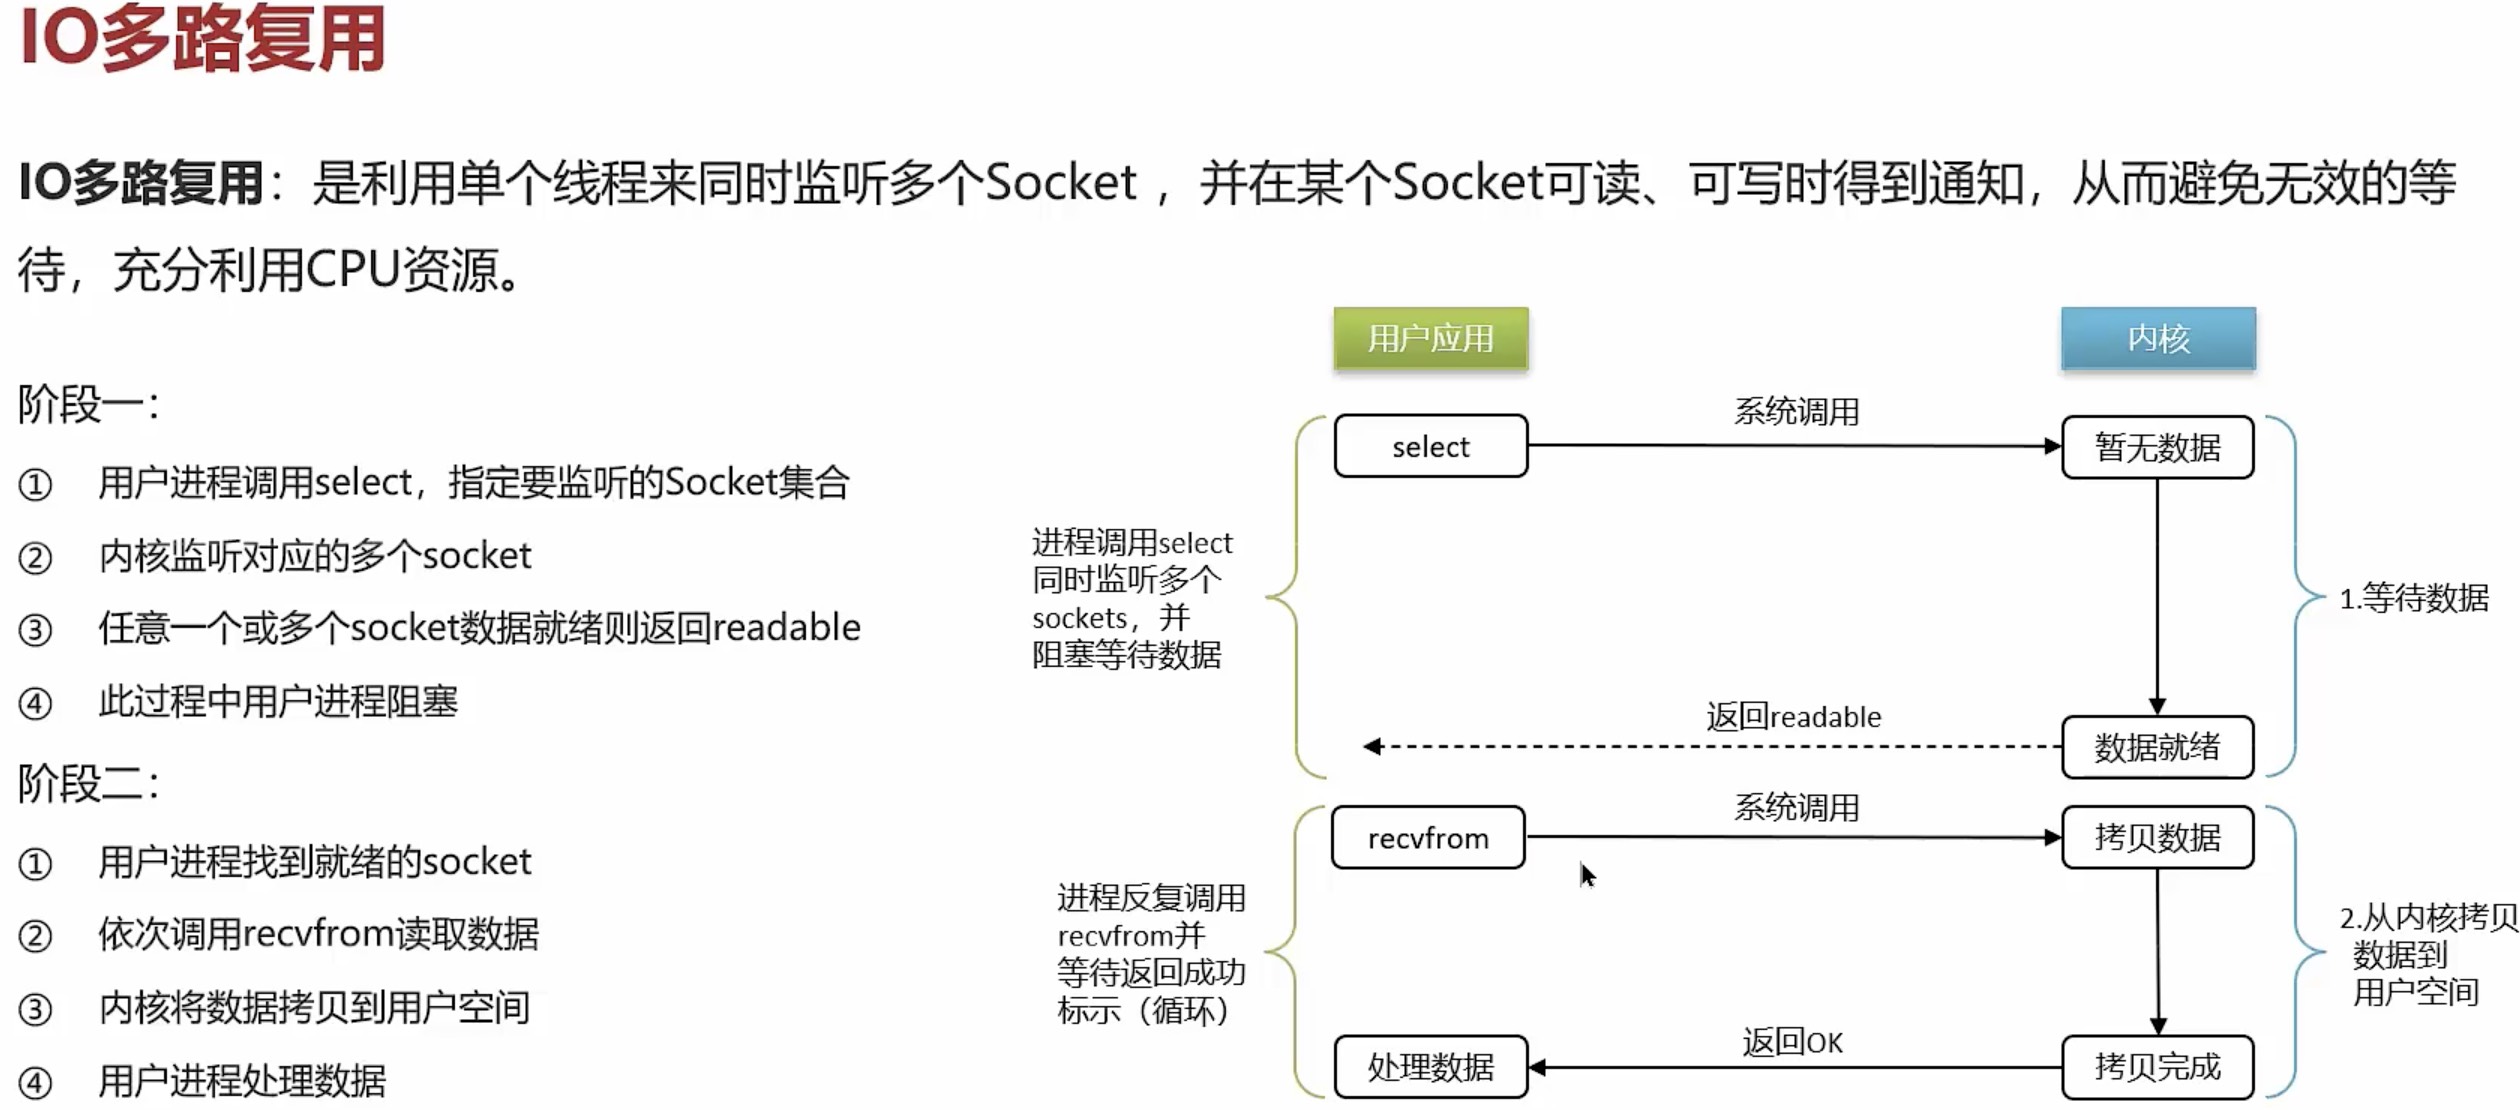 IO多路复用
IO多路复用：是利用单个线程来同时监听多个Socket ，并在某个Socket可读、可写时得到通知，从而避免无效的等
待，充分利用CPU资源。
阶段一：
① 用户进程调用select，指定要监听的Socket集合
② 内核监听对应的多个socket
③ 任意一个或多个socket数据就绪则返回readable
④ 此过程中用户进程阻塞
阶段二：
① 用户进程找到就绪的socket
② 依次调用recvfrom读取数据
③ 内核将数据拷贝到用户空间
④ 用户进程处理数据
用户应用
内核
系统调用
select
暂无数据
进程调用select
同时监听多个
sockets，并
阻塞等待数据
1.等待数据
返回readable
数据就绪
系统调用
recvfrom
拷贝数据
进程反复调用
recvfrom并
等待返回成功
标示（循环）
2.从内核拷贝
数据到
用户空间
返回OK
处理数据
拷贝完成